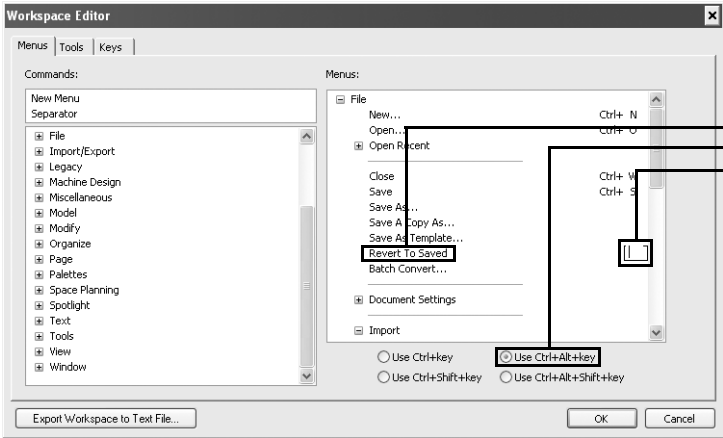 Workspace Editor
Menus Tools Keys
Commands:
New Menu
Separator
File
Import/Export
Legacy
Machine Design
Miscellaneous
Model
Modify
Organize
Page
Palettes
Space Planning
Spotlight
Text
Tools
View
Window
Menus:
File
New... Ctrl+ N
Open... Ctrl+ O
Open Recent
Close Ctrl+ W
Save Ctrl+ S
Save As...
Save A Copy As...
Save As Template...
Revert To Saved
Batch Convert...
Document Settings
Import
Use Ctrl+key Use Ctrl+Alt+key
Use Ctrl+Shift+key Use Ctrl+Alt+Shift+key
Export Workspace to Text File... OK Cancel